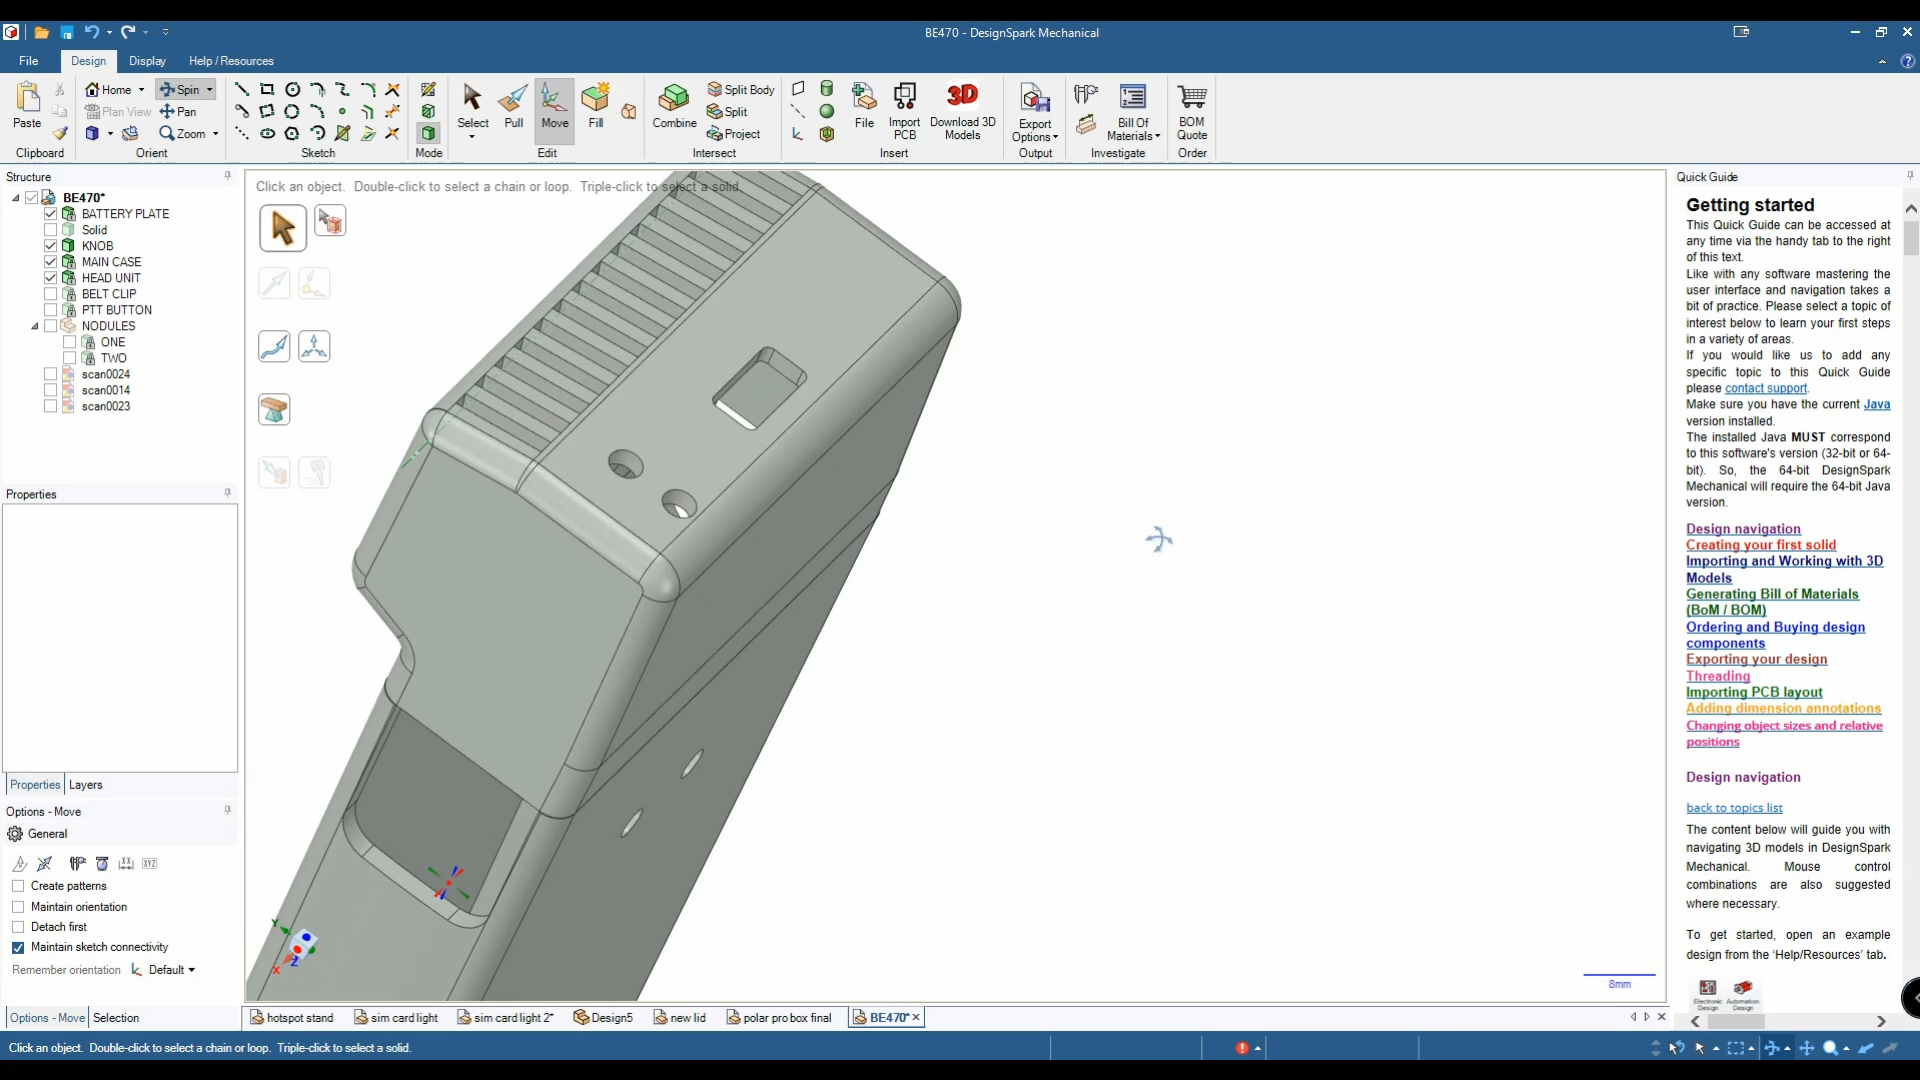 BE470 - DesignSpark Mechanical
File
Design
Display
Help / Resources
Paste
Clipboard
Home
Spin
Plan View
Pan
Zoom
Orient
Sketch
Mode
Select
Pull
Move
Fill
Edit
Combine
Split Body
Split
Project
Intersect
File
Import PCB
Download 3D Models
Insert
Export Options
Output
Bill Of Materials
Investigate
BOM Quote
Order
Structure
BE470*
BATTERY PLATE
Solid
KNOB
MAIN CASE
HEAD UNIT
BELT CLIP
PTT BUTTON
NODULES
ONE
TWO
scan0024
scan0014
scan0023
Properties
Properties
Layers
Options - Move
General
Create patterns
Maintain orientation
Detach first
Maintain sketch connectivity
Remember orientation
Default
Options - Move
Selection
Click an object. Double-click to select a chain or loop. Triple-click to select a solid.
Y
X
Z
8mm
hotspot stand
sim card light
sim card light 2*
Design5
new lid
polar pro box final
BE470*
Quick Guide
Getting started
This Quick Guide can be accessed at
any time via the handy tab to the right
of this text.
Like with any software mastering the
user interface and navigation takes a
bit of practice. Please select a topic of
interest below to learn your first steps
in a variety of areas.
If you would like us to add any
specific topic to this Quick Guide
please contact support.
Make sure you have the current Java
version installed.
The installed Java MUST correspond
to this software's version (32-bit or 64-
bit). So, the 64-bit DesignSpark
Mechanical will require the 64-bit Java
version.
Design navigation
Creating your first solid
Importing and Working with 3D
Models
Generating Bill of Materials
(BoM / BOM)
Ordering and Buying design
components
Exporting your design
Threading
Importing PCB layout
Adding dimension annotations
Changing object sizes and relative
positions
Design navigation
back to topics list
The content below will guide you with
navigating 3D models in DesignSpark
Mechanical. Mouse control
combinations are also suggested
where necessary.
To get started, open an example
design from the 'Help/Resources' tab.
Electronic Design
Automation Design
Click an object. Double-click to select a chain or loop. Triple-click to select a solid.